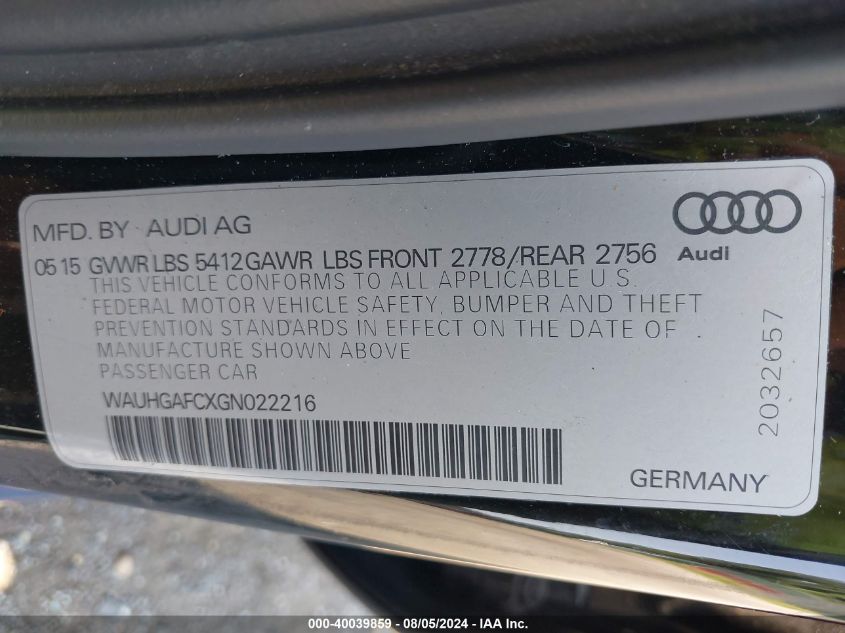 MFD. BY AUDI AG
05 15 GVWR LBS 5412 GAWR LBS FRONT 2778/REAR 2756
Audi
THIS VEHICLE CONFORMS TO ALL APPLICABLE U.S.
FEDERAL MOTOR VEHICLE SAFETY, BUMPER AND THEFT
PREVENTION STANDARDS IN EFFECT ON THE DATE OF
MANUFACTURE SHOWN ABOVE
PASSENGER CAR
WAUHGAFCXGN022216
2032657
GERMANY
000-40039859 — 08/05/2024 — IAA Inc.